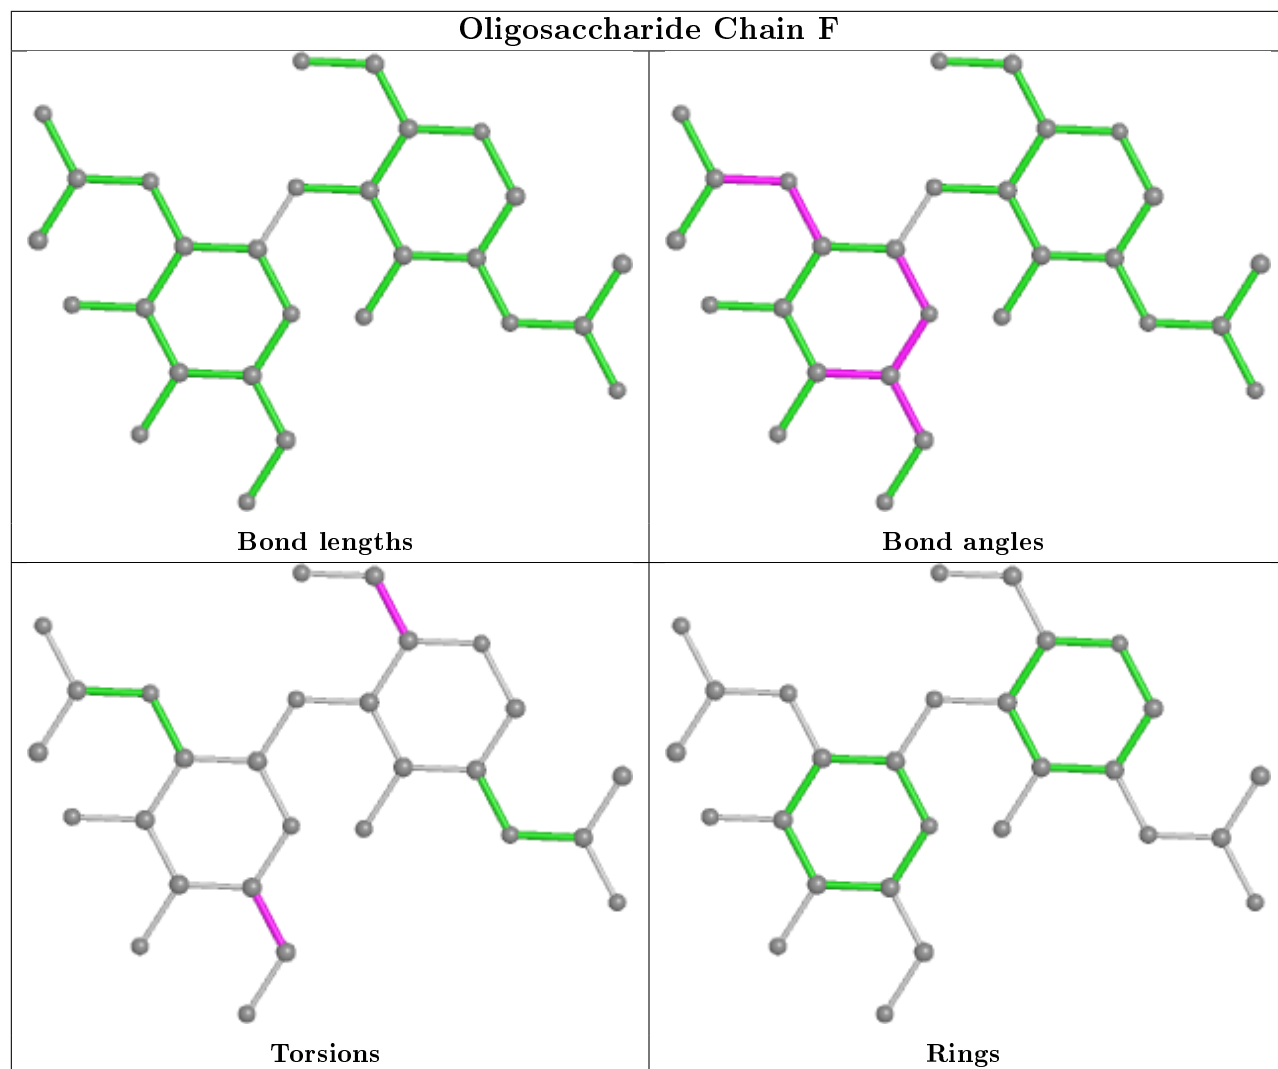 Oligosaccharide Chain F
Bond lengths
Bond angles
Torsions
Rings